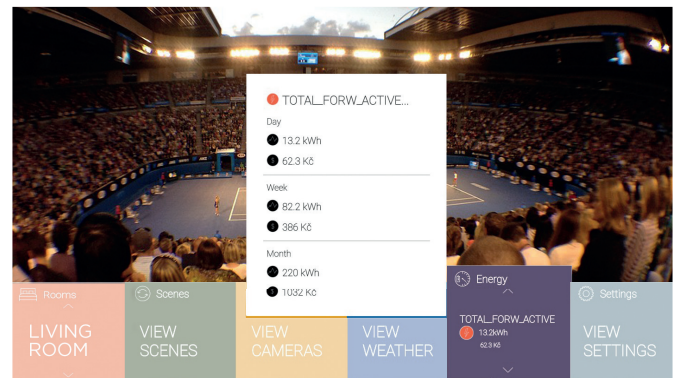 TOTAL_FORW_ACTIVE...
Day
13.2 kWh
62.3 Kč
Week
82.2 kWh
386 Kč
Month
220 kWh
1032 Kč
Rooms
LIVING
ROOM
Scenes
VIEW
SCENES
VIEW
CAMERAS
VIEW
WEATHER
Energy
TOTAL_FORW_ACTIVE
13.2kWh
62.3 Kč
Settings
VIEW
SETTINGS